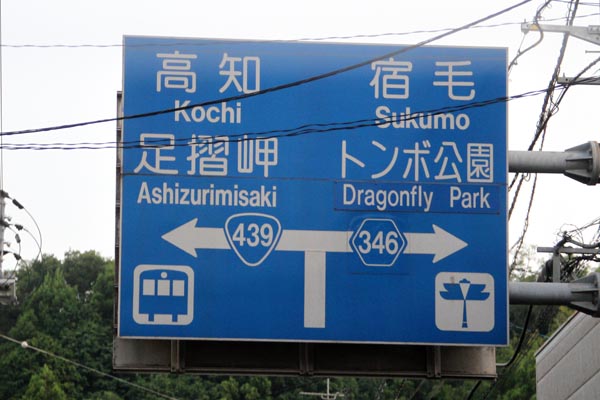 高知
Kochi
足摺岬
Ashizurimisaki
439
宿毛
Sukumo
トンボ公園
Dragonfly Park
346